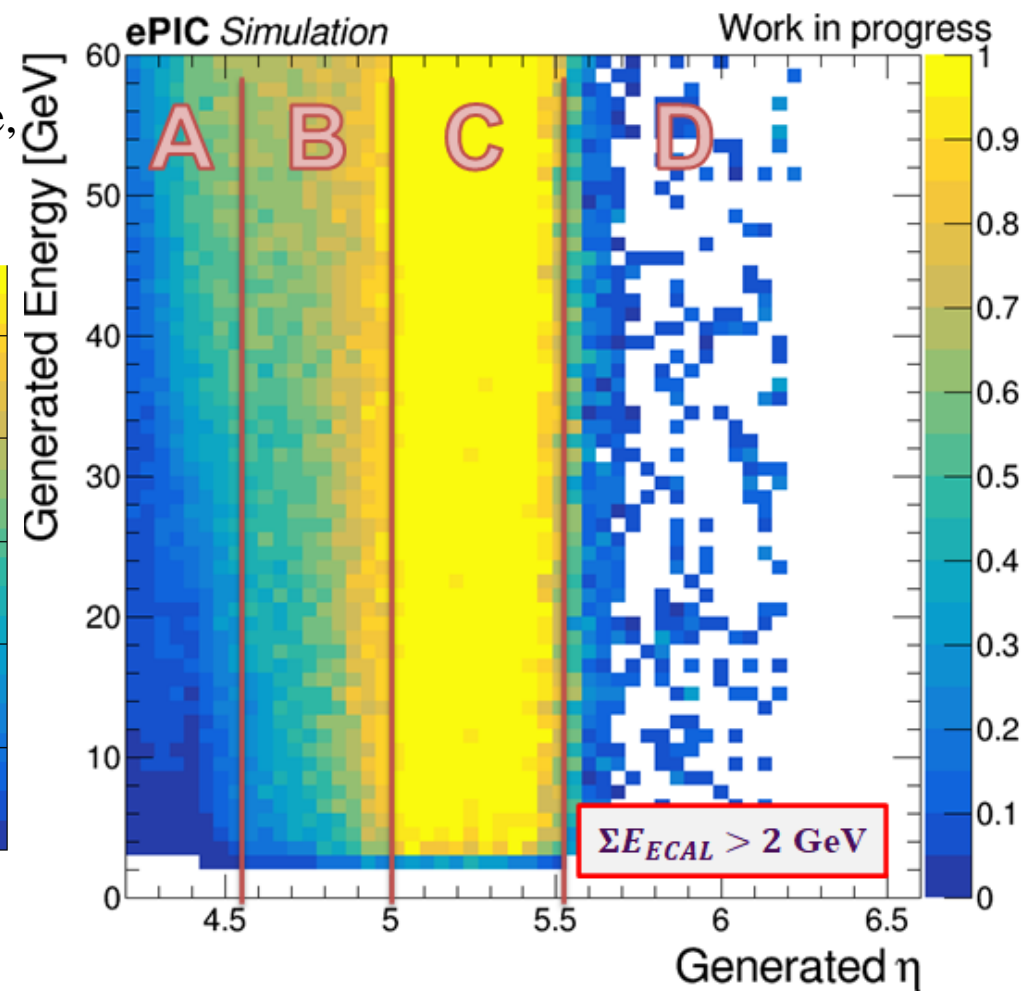 ePIC Simulation
Work in progress
e,
Generated Energy [GeV]
60
50
40
30
20
10
0
A
B
C
D
ΣE_ECAL > 2 GeV
4.5
5
5.5
6
6.5
Generated η
1
0.9
0.8
0.7
0.6
0.5
0.4
0.3
0.2
0.1
0